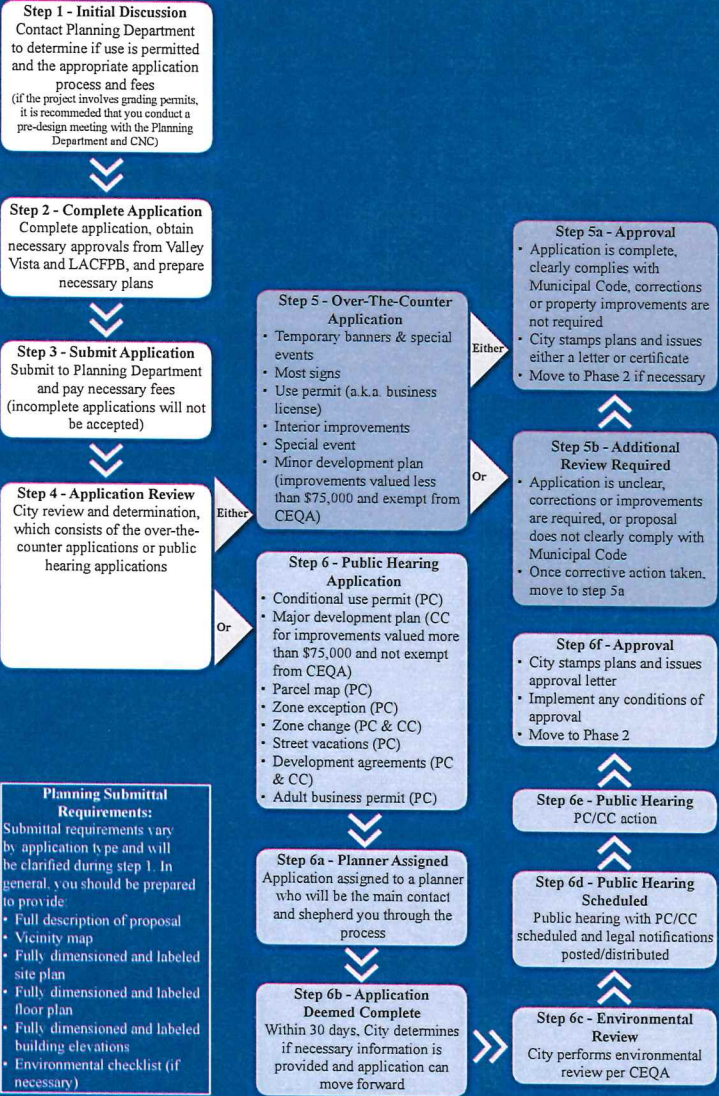 Step 1 - Initial Discussion
Contact Planning Department
to determine if use is permitted
and the appropriate application
process and fees
(if the project involves grading permits,
it is recommeded that you conduct a
pre-design meeting with the Planning
Department and CNC)
Step 2 - Complete Application
Complete application, obtain
necessary approvals from Valley
Vista and LACFPB, and prepare
necessary plans
Step 3 - Submit Application
Submit to Planning Department
and pay necessary fees
(incomplete applications will not
be accepted)
Step 4 - Application Review
City review and determination,
which consists of the over-the-
counter applications or public
hearing applications
Either
Or
Step 5 - Over-The-Counter
Application
• Temporary banners & special
events
• Most signs
• Use permit (a.k.a. business
license)
• Interior improvements
• Special event
• Minor development plan
(improvements valued less
than $75,000 and exempt from
CEQA)
Either
Or
Step 5a - Approval
• Application is complete,
clearly complies with
Municipal Code, corrections
or property improvements are
not required
• City stamps plans and issues
either a letter or certificate
• Move to Phase 2 if necessary
Step 5b - Additional
Review Required
• Application is unclear,
corrections or improvements
are required, or proposal
does not clearly comply with
Municipal Code
• Once corrective action taken,
move to step 5a
Step 6 - Public Hearing
Application
• Conditional use permit (PC)
• Major development plan (CC
for improvements valued more
than $75,000 and not exempt
from CEQA)
• Parcel map (PC)
• Zone exception (PC)
• Zone change (PC & CC)
• Street vacations (PC)
• Development agreements (PC
& CC)
• Adult business permit (PC)
Step 6a - Planner Assigned
Application assigned to a planner
who will be the main contact
and shepherd you through the
process
Step 6b - Application
Deemed Complete
Within 30 days, City determines
if necessary information is
provided and application can
move forward
Step 6c - Environmental
Review
City performs environmental
review per CEQA
Step 6d - Public Hearing
Scheduled
Public hearing with PC/CC
scheduled and legal notifications
posted/distributed
Step 6e - Public Hearing
PC/CC action
Step 6f - Approval
• City stamps plans and issues
approval letter
• Implement any conditions of
approval
• Move to Phase 2
Planning Submittal
Requirements:
Submittal requirements vary
by application type and will
be clarified during step 1. In
general, you should be prepared
to provide:
• Full description of proposal
• Vicinity map
• Fully dimensioned and labeled
site plan
• Fully dimensioned and labeled
floor plan
• Fully dimensioned and labeled
building elevations
• Environmental checklist (if
necessary)